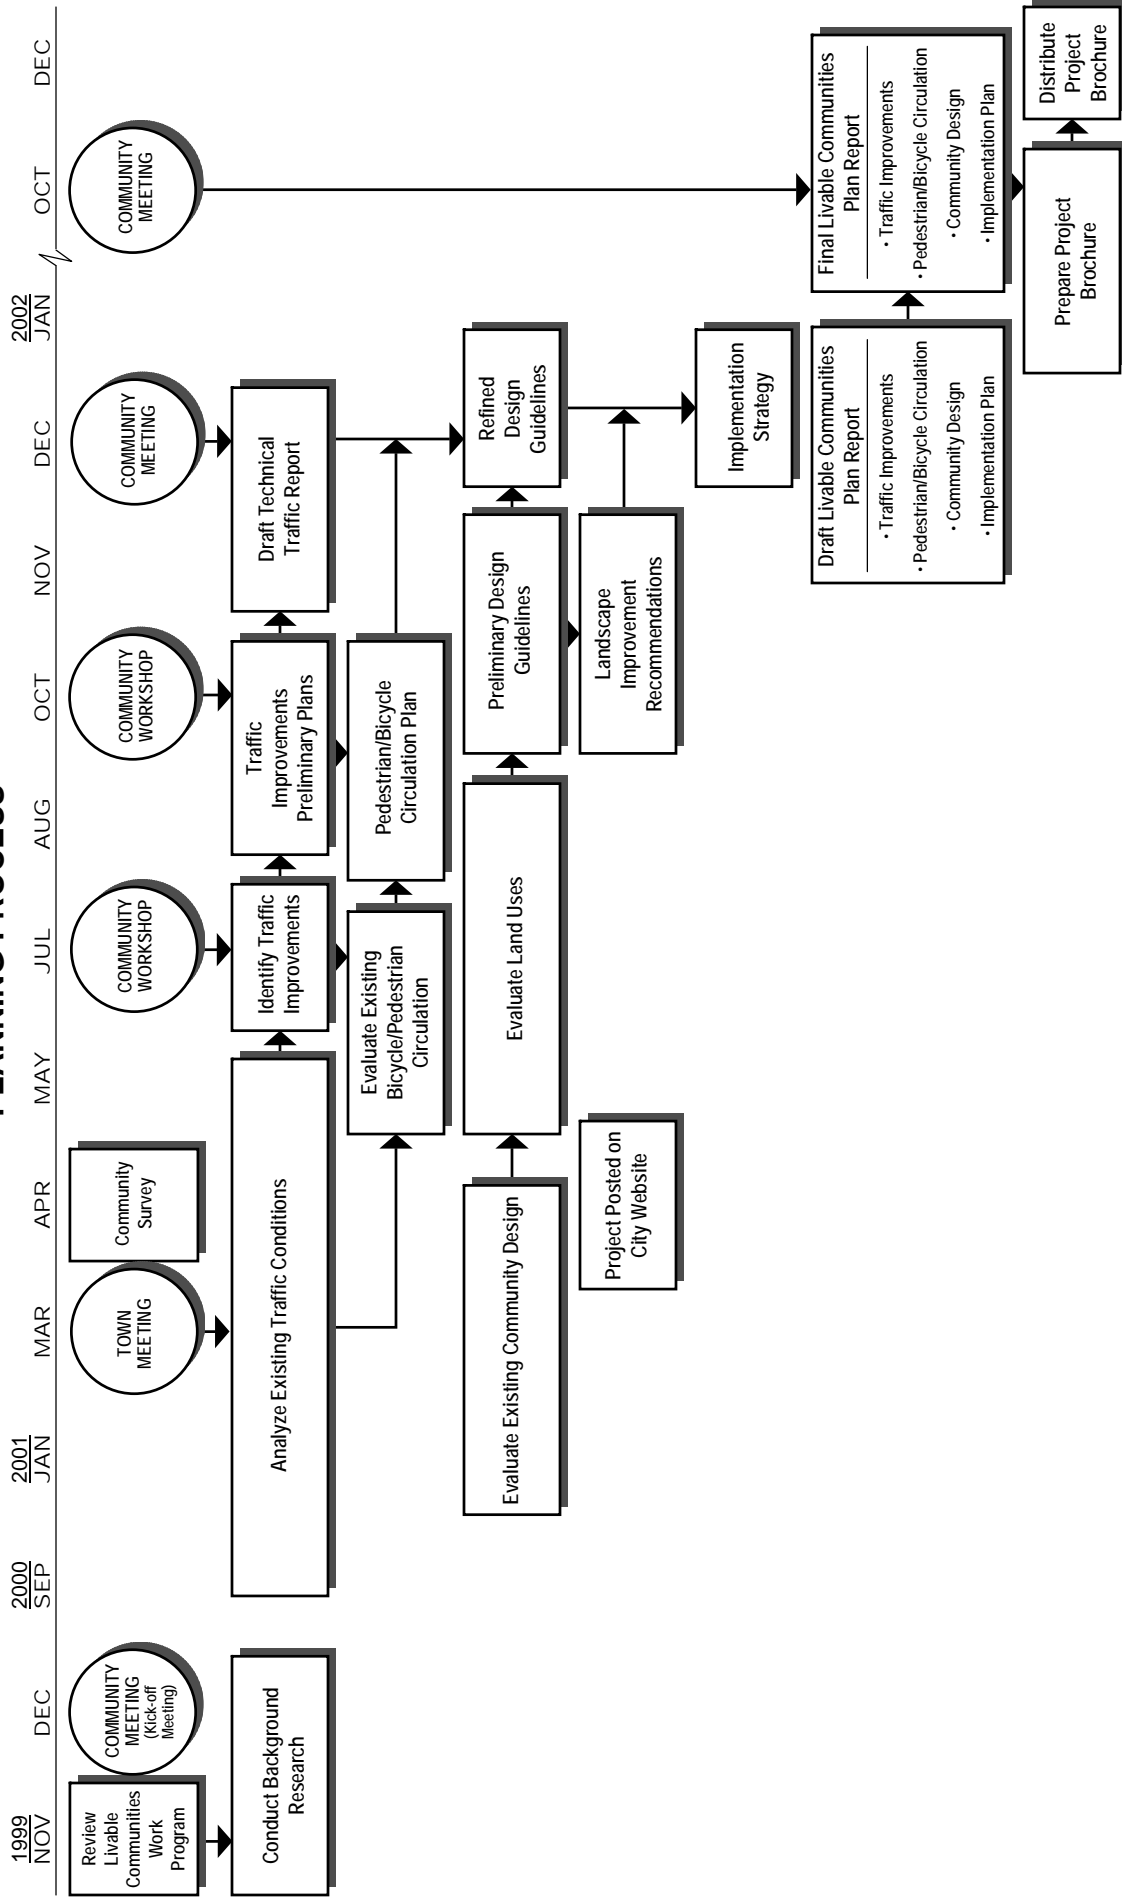 PLANNING PROCESS
1999
NOV
DEC
2000
SEP
2001
JAN
MAR
APR
MAY
JUL
AUG
OCT
NOV
DEC
2002
JAN
OCT
DEC
Review
Livable
Communities
Work
Program
COMMUNITY
MEETING
(Kick-off
Meeting)
TOWN
MEETING
Community
Survey
COMMUNITY
WORKSHOP
COMMUNITY
WORKSHOP
COMMUNITY
MEETING
COMMUNITY
MEETING
Conduct Background
Research
Analyze Existing Traffic Conditions
Identify Traffic
Improvements
Traffic
Improvements
Preliminary Plans
Draft Technical
Traffic Report
Evaluate Existing
Bicycle/Pedestrian
Circulation
Pedestrian/Bicycle
Circulation Plan
Evaluate Existing Community Design
Evaluate Land Uses
Preliminary Design
Guidelines
Refined
Design
Guidelines
Project Posted on
City Website
Landscape
Improvement
Recommendations
Implementation
Strategy
Draft Livable Communities
Plan Report
• Traffic Improvements
• Pedestrian/Bicycle Circulation
• Community Design
• Implementation Plan
Final Livable Communities
Plan Report
• Traffic Improvements
• Pedestrian/Bicycle Circulation
• Community Design
• Implementation Plan
Prepare Project
Brochure
Distribute
Project
Brochure